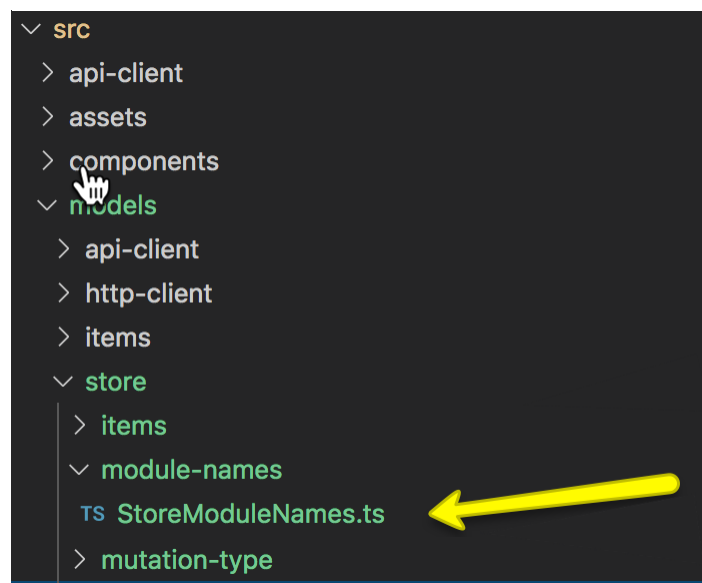 src
api-client
assets
components
models
api-client
http-client
items
store
items
module-names
TS StoreModuleNames.ts
mutation-type